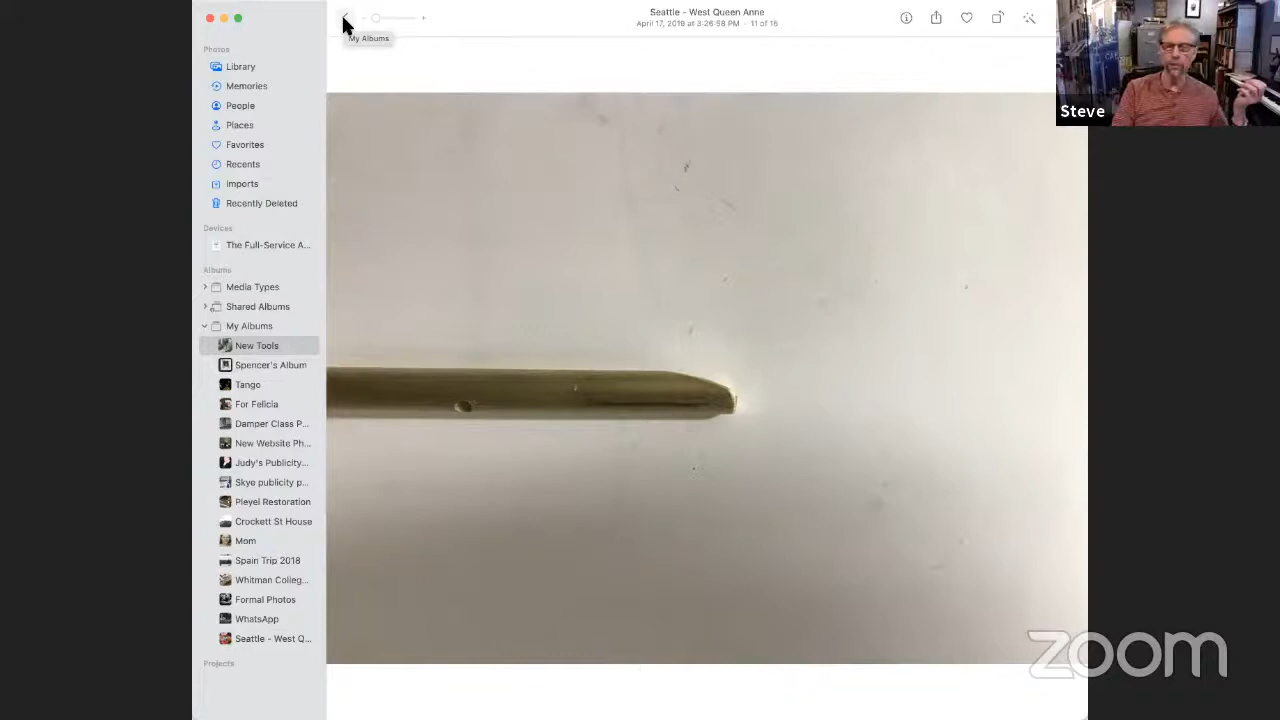 Seattle - West Queen Anne
April 17, 2019 at 3:26:58 PM · 11 of 16
My Albums
Steve
Photos
Library
Memories
People
Places
Favorites
Recents
Imports
Recently Deleted
Devices
The Full-Service A...
Albums
Media Types
Shared Albums
My Albums
New Tools
Spencer's Album
Tango
For Felicia
Damper Class P...
New Website Ph...
Judy's Publicity...
Skye publicity p...
Pleyel Restoration
Crockett St House
Mom
Spain Trip 2018
Whitman Colleg...
Formal Photos
WhatsApp
Seattle - West Q...
Projects
zoom